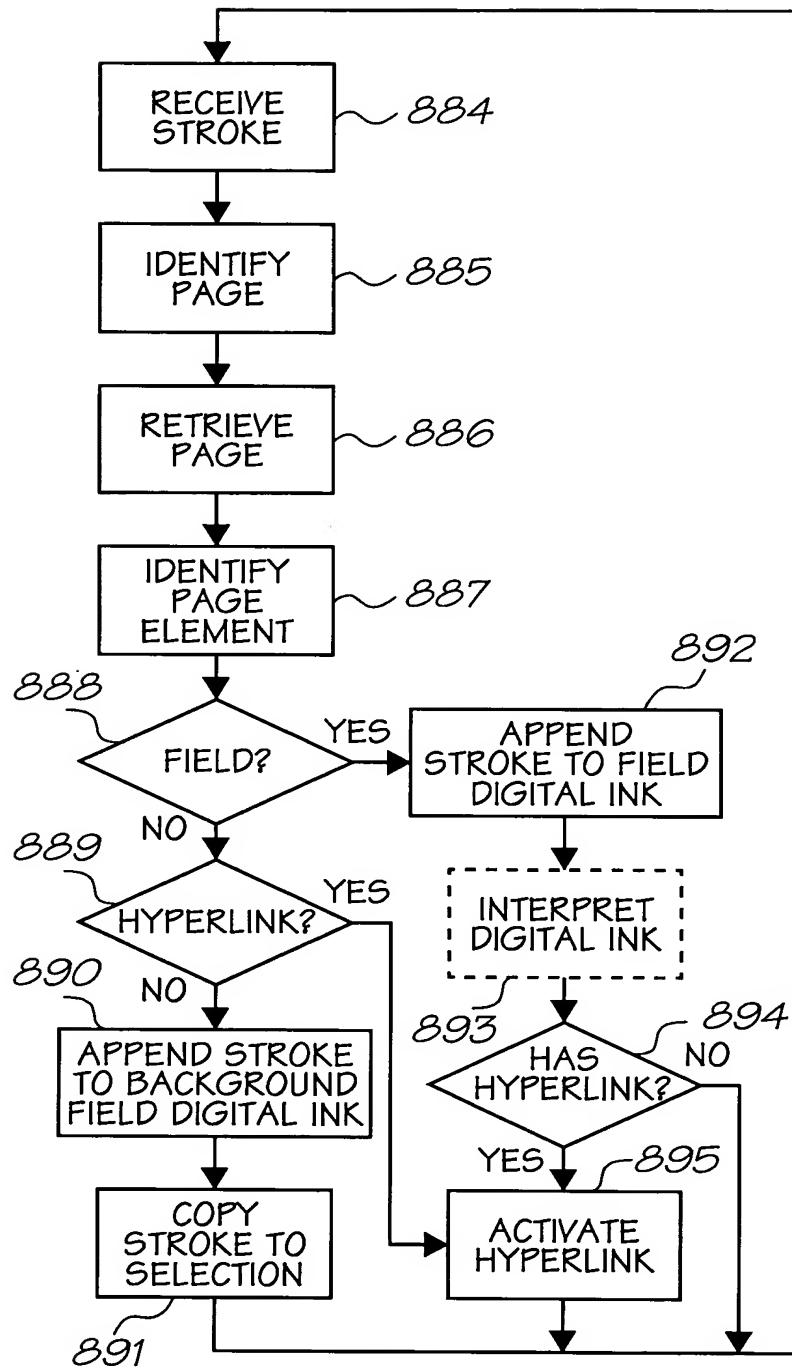 RECEIVE
STROKE
884
IDENTIFY
PAGE
885
RETRIEVE
PAGE
886
IDENTIFY
PAGE
ELEMENT
887
888
FIELD?
YES
NO
892
APPEND
STROKE TO FIELD
DIGITAL INK
889
HYPERLINK?
YES
NO
INTERPRET
DIGITAL INK
893
890
APPEND STROKE
TO BACKGROUND
FIELD DIGITAL INK
894
HAS
HYPERLINK?
NO
YES
895
COPY
STROKE TO
SELECTION
891
ACTIVATE
HYPERLINK